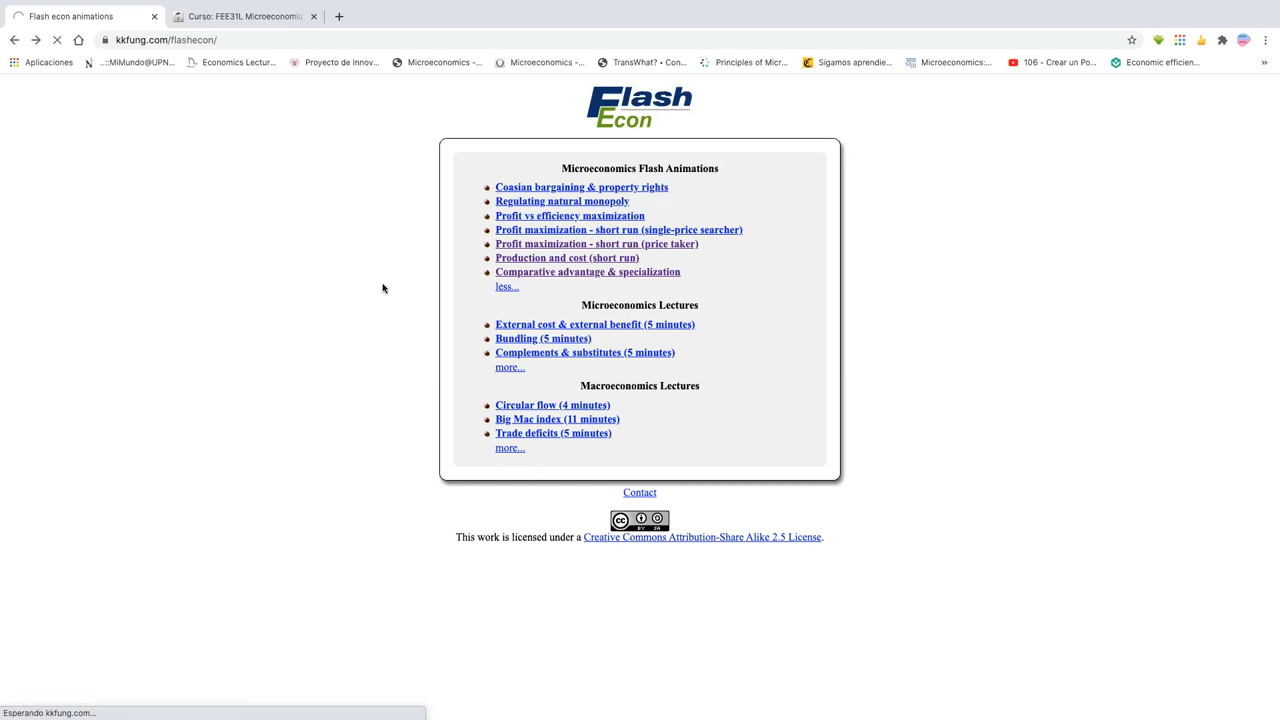 Flash econ animations
Curso: FEE31L Microeconomia
kkfung.com/flashecon/
Aplicaciones
..::MiMundo@UPN...
Economics Lectur...
Proyecto de Innov...
Microeconomics –...
Microeconomics -...
TransWhat? • Con...
Principles of Micr...
Sigamos aprendie...
Microeconomics:...
106 - Crear un Po...
Economic efficien...
»
Flash
Econ
Microeconomics Flash Animations
Coasian bargaining & property rights
Regulating natural monopoly
Profit vs efficiency maximization
Profit maximization - short run (single-price searcher)
Profit maximization - short run (price taker)
Production and cost (short run)
Comparative advantage & specialization
less...
Microeconomics Lectures
External cost & external benefit (5 minutes)
Bundling (5 minutes)
Complements & substitutes (5 minutes)
more...
Macroeconomics Lectures
Circular flow (4 minutes)
Big Mac index (11 minutes)
Trade deficits (5 minutes)
more...
Contact
cc BY SA
This work is licensed under a Creative Commons Attribution-Share Alike 2.5 License.
Esperando kkfung.com...